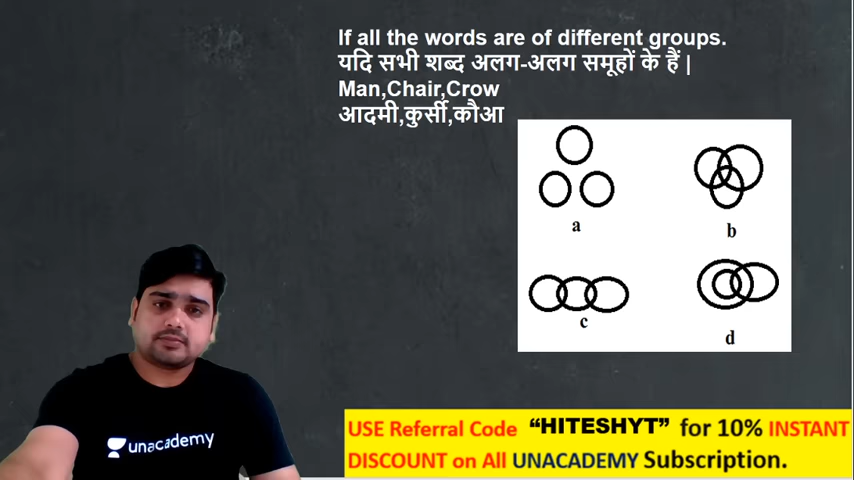 If all the words are of different groups.
यदि सभी शब्द अलग-अलग समूहों के हैं |
Man,Chair,Crow
आदमी,कुर्सी,कौआ
a
b
c
d
unacademy
USE Referral Code “HITESHYT” for 10% INSTANT
DISCOUNT on All UNACADEMY Subscription.